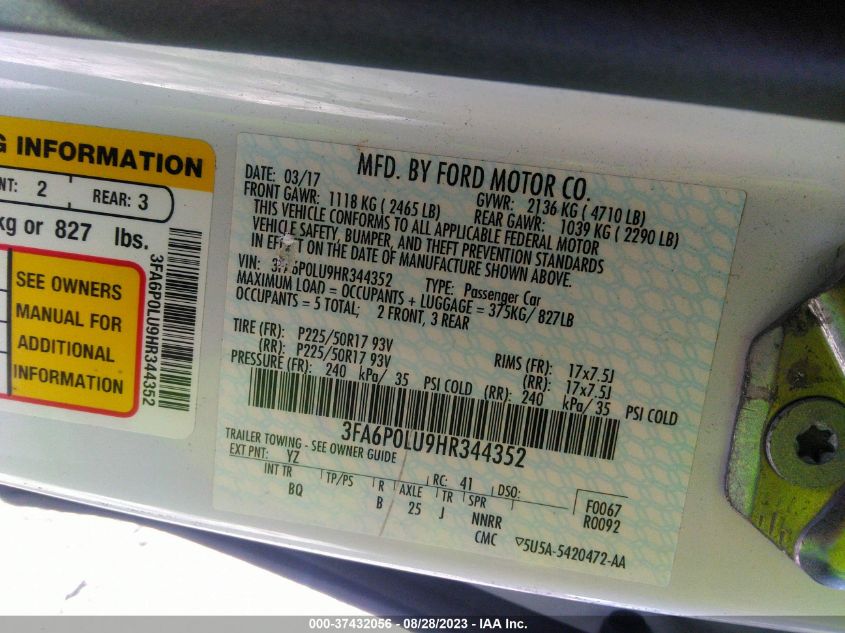 G INFORMATION
NT: 2 REAR: 3
kg or 827 lbs.
SEE OWNERS
MANUAL FOR
ADDITIONAL
INFORMATION
3FA6P0LU9HR344352
MFD. BY FORD MOTOR CO.
DATE: 03/17 GVWR: 2136 KG ( 4710 LB)
FRONT GAWR: 1118 KG ( 2465 LB) REAR GAWR: 1039 KG ( 2290 LB)
THIS VEHICLE CONFORMS TO ALL APPLICABLE FEDERAL MOTOR
VEHICLE SAFETY, BUMPER, AND THEFT PREVENTION STANDARDS
IN EFFECT ON THE DATE OF MANUFACTURE SHOWN ABOVE.
VIN: 3FA6P0LU9HR344352 TYPE: Passenger Car
MAXIMUM LOAD = OCCUPANTS + LUGGAGE = 375KG/ 827LB
OCCUPANTS = 5 TOTAL; 2 FRONT, 3 REAR
TIRE (FR): P225/50R17 93V RIMS (FR): 17x7.5J
(RR): P225/50R17 93V (RR): 17x7.5J
PRESSURE (FR): 240 kPa/ 35 PSI COLD (RR): 240 kPa/35 PSI COLD
3FA6P0LU9HR344352
TRAILER TOWING - SEE OWNER GUIDE
EXT PNT: YZ RC: 41 DSO: F0067
INT TR TP/PS R AXLE TR SPR R0092
BQ B 25 J NNRR
CMC ▽5U5A-5420472-AA
000-37432056 - 08/28/2023 - IAA Inc.